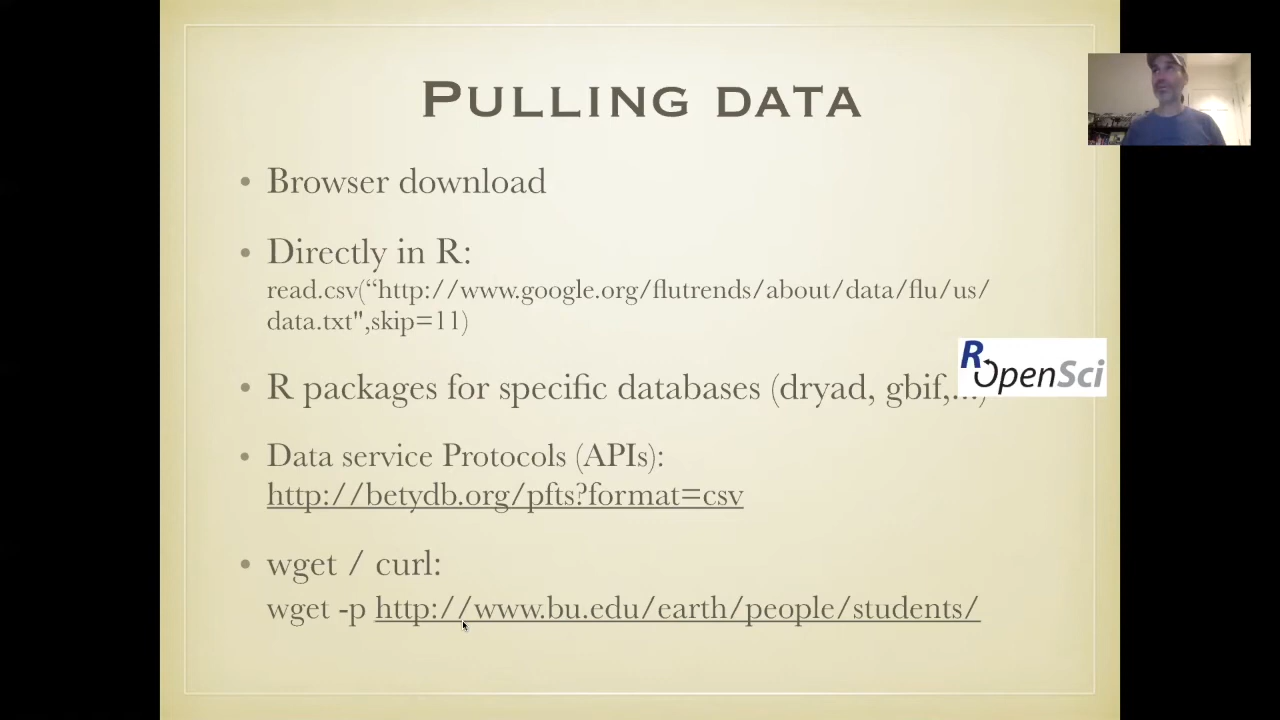 Pulling data
• Browser download
• Directly in R:
read.csv(“http://www.google.org/flutrends/about/data/flu/us/
data.txt",skip=11)
• R packages for specific databases (dryad, gbif,...)
ROpenSci
• Data service Protocols (APIs):
http://betydb.org/pfts?format=csv
• wget / curl:
wget -p http://www.bu.edu/earth/people/students/